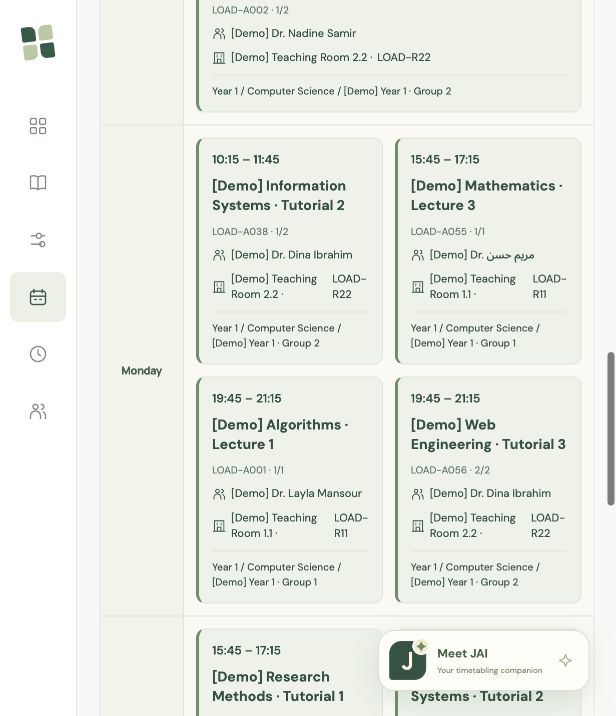 LOAD-A002 · 1/2
[Demo] Dr. Nadine Samir
[Demo] Teaching Room 2.2 · LOAD-R22
Year 1 / Computer Science / [Demo] Year 1 · Group 2
Monday
10:15 – 11:45
[Demo] Information
Systems · Tutorial 2
LOAD-A038 · 1/2
[Demo] Dr. Dina Ibrahim
[Demo] Teaching Room 2.2 · LOAD-R22
Year 1 / Computer Science /
[Demo] Year 1 · Group 2
15:45 – 17:15
[Demo] Mathematics ·
Lecture 3
LOAD-A055 · 1/1
[Demo] Dr. مريم حسن
[Demo] Teaching Room 1.1 · LOAD-R11
Year 1 / Computer Science /
[Demo] Year 1 · Group 1
19:45 – 21:15
[Demo] Algorithms ·
Lecture 1
LOAD-A001 · 1/1
[Demo] Dr. Layla Mansour
[Demo] Teaching Room 1.1 · LOAD-R11
Year 1 / Computer Science /
[Demo] Year 1 · Group 1
19:45 – 21:15
[Demo] Web
Engineering · Tutorial 3
LOAD-A056 · 2/2
[Demo] Dr. Dina Ibrahim
[Demo] Teaching Room 2.2 · LOAD-R22
Year 1 / Computer Science /
[Demo] Year 1 · Group 2
15:45 – 17:15
[Demo] Research
Methods · Tutorial 1
Systems · Tutorial 2
J
Meet JAI
Your timetabling companion